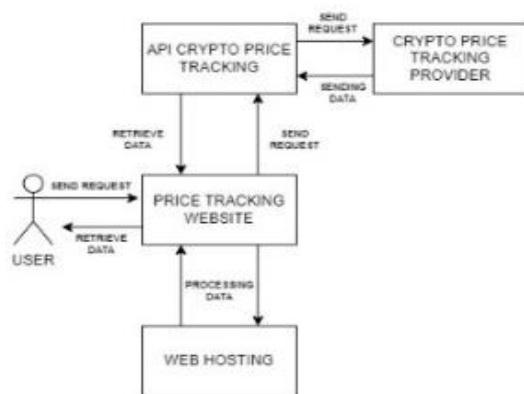 SEND
REQUEST
API CRYPTO PRICE
TRACKING
CRYPTO PRICE
TRACKING
PROVIDER
SENDING
DATA
RETRIEVE
DATA
SEND
REQUEST
SEND REQUEST
PRICE TRACKING
WEBSITE
RETRIEVE
DATA
USER
PROCESSING
DATA
WEB HOSTING